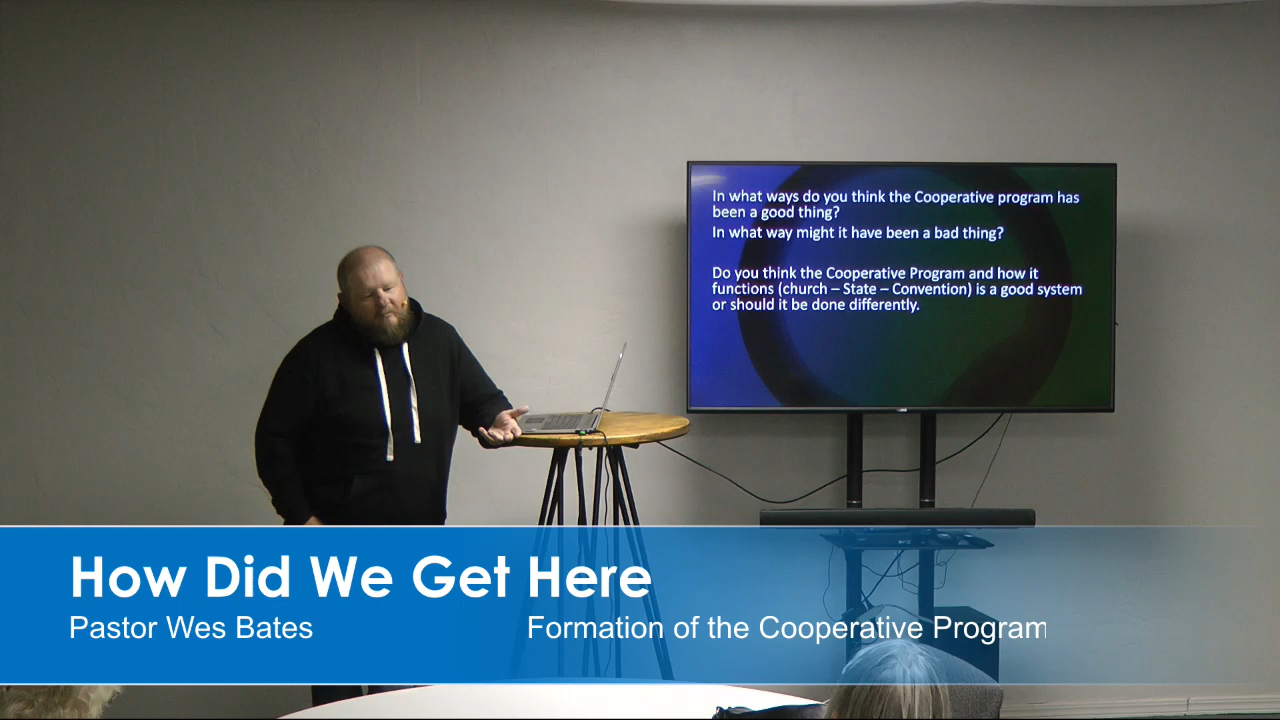 In what ways do you think the Cooperative program has
been a good thing?
In what way might it have been a bad thing?
Do you think the Cooperative Program and how it
functions (church – State – Convention) is a good system
or should it be done differently.
How Did We Get Here
Pastor Wes Bates
Formation of the Cooperative Program